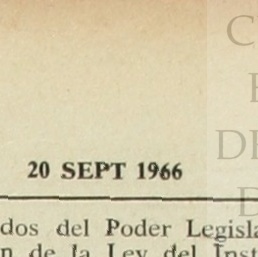 20 SEPT 1966
dos del Poder Legisla
n de la Ley del Inst